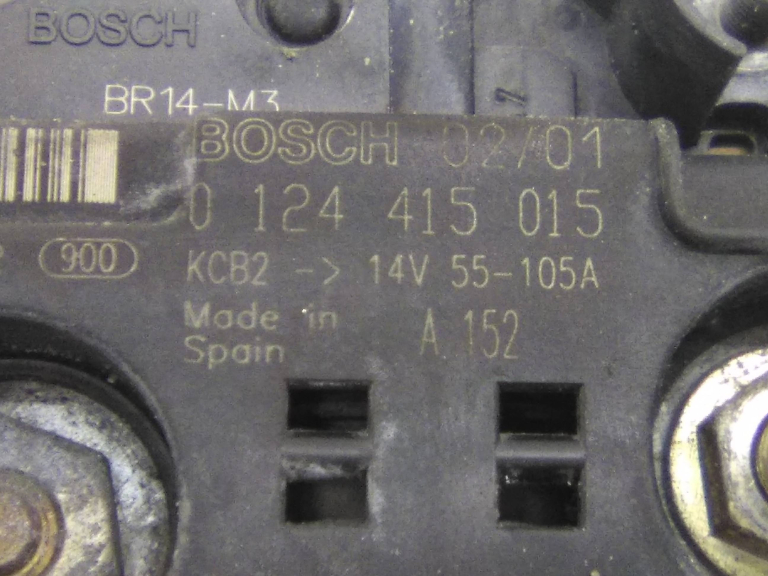 BOSCH
BR14-M3
BOSCH 02/01
0 124 415 015
900
KCB2 -> 14V 55-105A
Made in
Spain
A.152